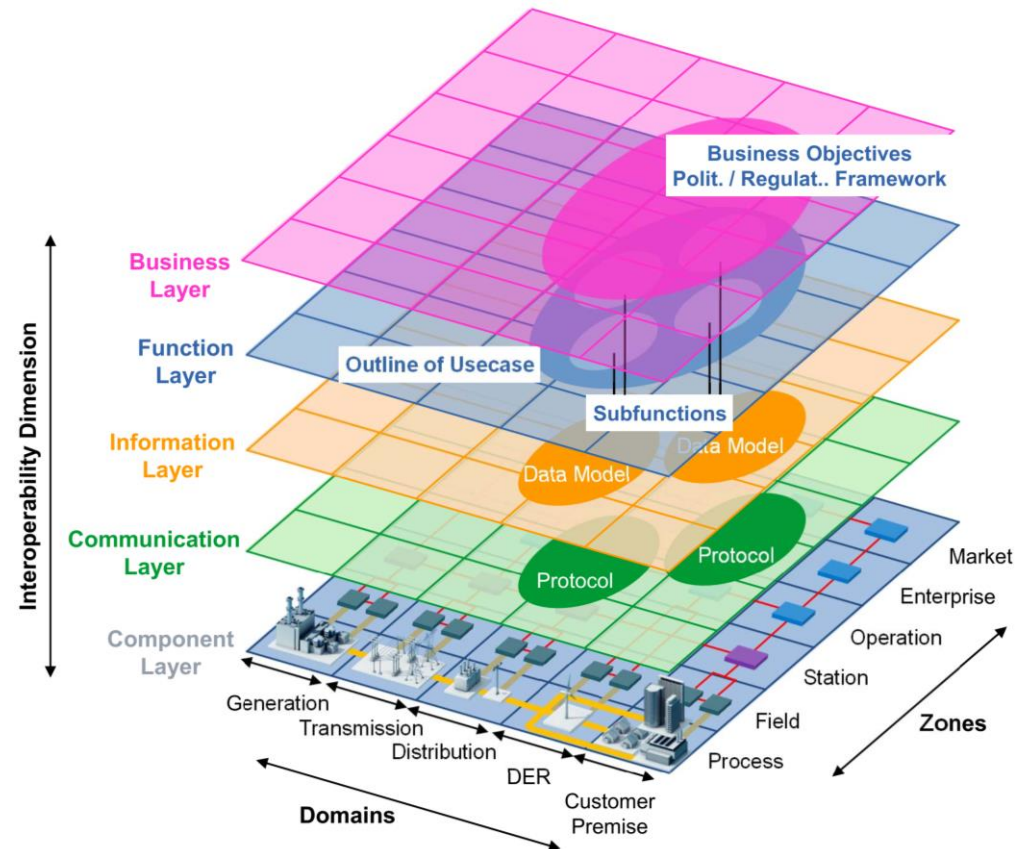 Business Objectives
Polit. / Regulat.. Framework
Business
Layer
Function
Layer
Outline of Usecase
Subfunctions
Information
Layer
Data Model
Data Model
Communication
Layer
Protocol
Protocol
Component
Layer
Interoperability Dimension
Generation
Transmission
Distribution
DER
Customer
Premise
Domains
Market
Enterprise
Operation
Station
Field
Process
Zones